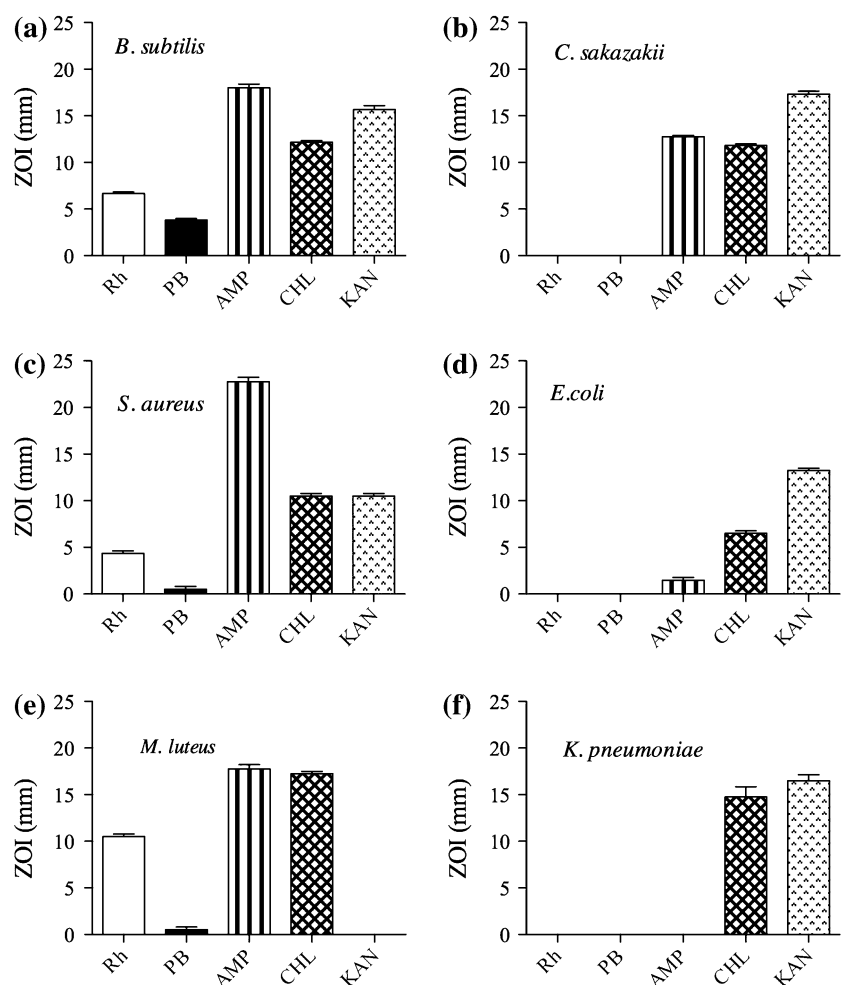 (a)
B. subtilis
ZOI (mm)
25
20
15
10
5
0
Rh PB AMP CHL KAN
(b)
C. sakazakii
ZOI (mm)
25
20
15
10
5
0
Rh PB AMP CHL KAN
(c)
S. aureus
ZOI (mm)
25
20
15
10
5
0
Rh PB AMP CHL KAN
(d)
E.coli
ZOI (mm)
25
20
15
10
5
0
Rh PB AMP CHL KAN
(e)
M. luteus
ZOI (mm)
25
20
15
10
5
0
Rh PB AMP CHL KAN
(f)
K. pneumoniae
ZOI (mm)
25
20
15
10
5
0
Rh PB AMP CHL KAN